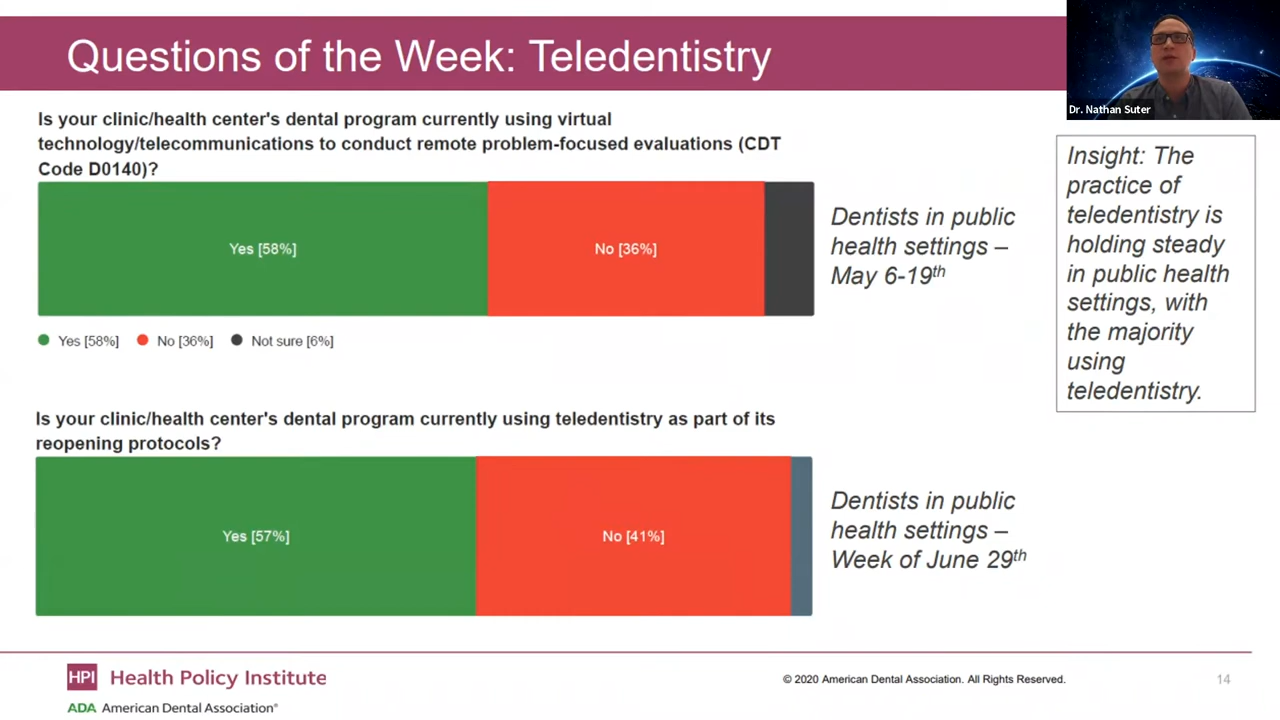 Questions of the Week: Teledentistry
Dr. Nathan Suter
Is your clinic/health center's dental program currently using virtual
technology/telecommunications to conduct remote problem-focused evaluations (CDT
Code D0140)?
Yes [58%]
No [36%]
Dentists in public
health settings –
May 6-19th
Yes [58%] No [36%] Not sure [6%]
Insight: The
practice of
teledentistry is
holding steady
in public health
settings, with
the majority
using
teledentistry.
Is your clinic/health center's dental program currently using teledentistry as part of its
reopening protocols?
Yes [57%]
No [41%]
Dentists in public
health settings –
Week of June 29th
HPI Health Policy Institute
ADA American Dental Association®
© 2020 American Dental Association. All Rights Reserved.
14